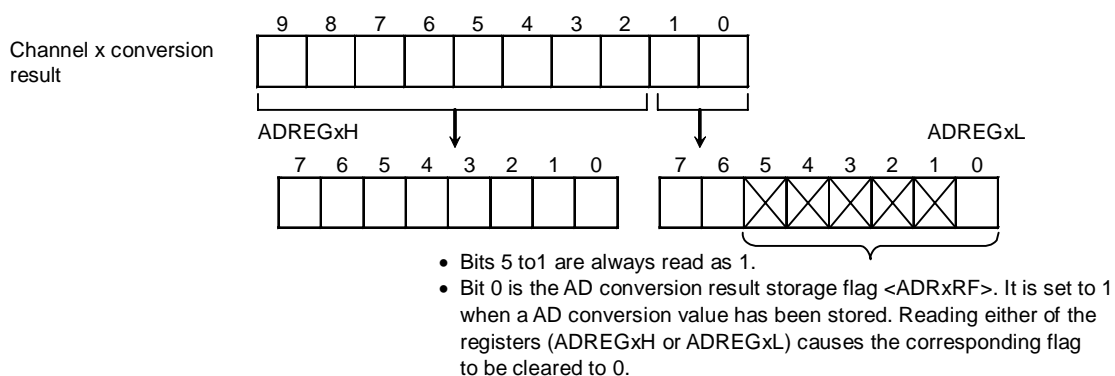 9 8 7 6 5 4 3 2 1 0
Channel x conversion
result
ADREGxH
ADREGxL
7 6 5 4 3 2 1 0
7 6 5 4 3 2 1 0
• Bits 5 to1 are always read as 1.
• Bit 0 is the AD conversion result storage flag <ADRxRF>. It is set to 1
when a AD conversion value has been stored. Reading either of the
registers (ADREGxH or ADREGxL) causes the corresponding flag
to be cleared to 0.